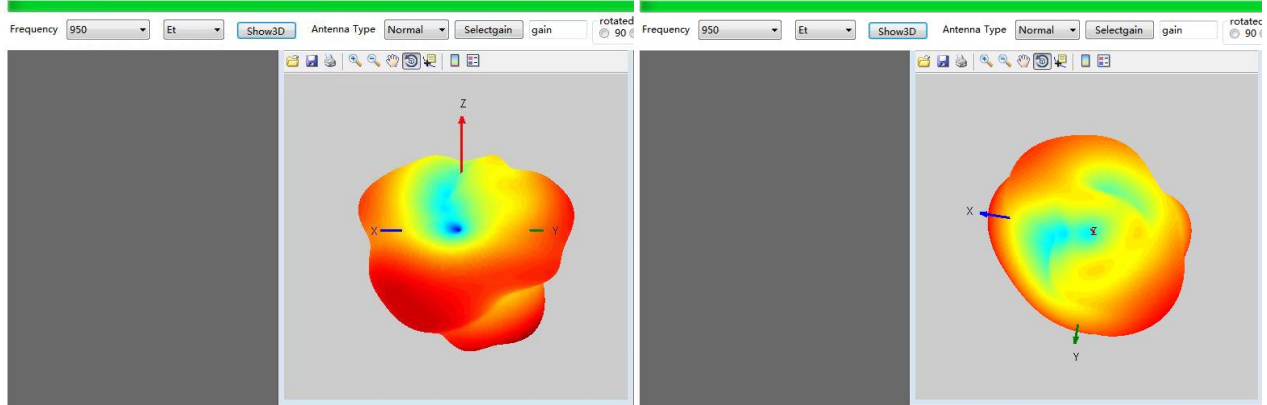 Frequency 950 Et Show3D Antenna Type Normal Selectgain gain rotated 90
Z
X Y
Frequency 950 Et Show3D Antenna Type Normal Selectgain gain rotated 90
X Z
Y